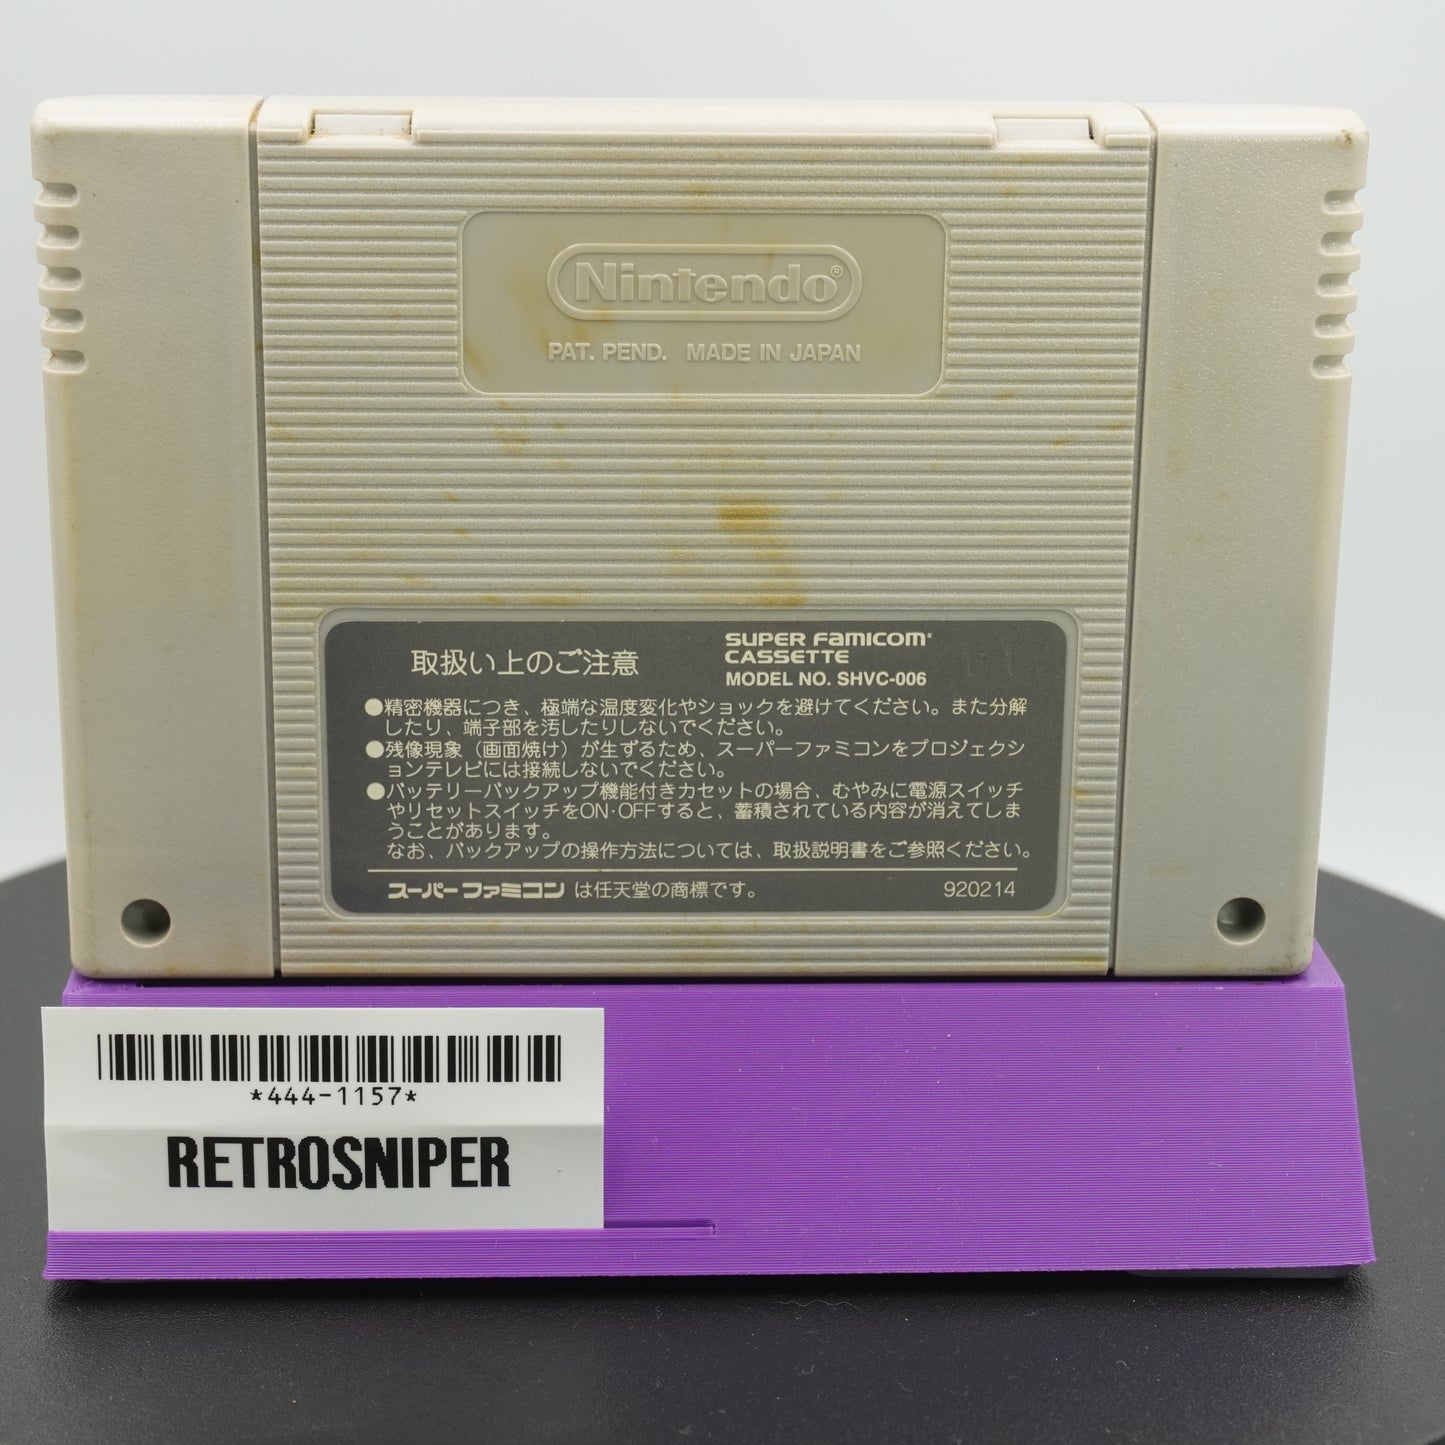 Nintendo®
PAT. PEND. MADE IN JAPAN
取扱い上のご注意
SUPER FAMICOM®
CASSETTE
MODEL NO. SHVC-006
●精密機器につき、極端な温度変化やショックを避けてください。また分解
したり、端子部を汚したりしないでください。
●残像現象（画面焼け）が生ずるため、スーパーファミコンをプロジェクシ
ョンテレビには接続しないでください。
●バッテリーバックアップ機能付きカセットの場合、むやみに電源スイッチ
やリセットスイッチをON・OFFすると、蓄積されている内容が消えてしま
うことがあります。
なお、バックアップの操作方法については、取扱説明書をご参照ください。
スーパーファミコン は任天堂の商標です。 920214
*444-1157*
RETROSNIPER